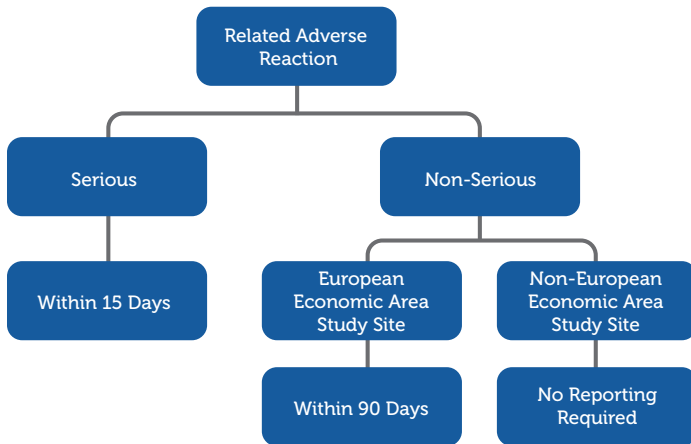 Related Adverse
Reaction
Serious
Non-Serious
Within 15 Days
European
Economic Area
Study Site
Non-European
Economic Area
Study Site
Within 90 Days
No Reporting
Required